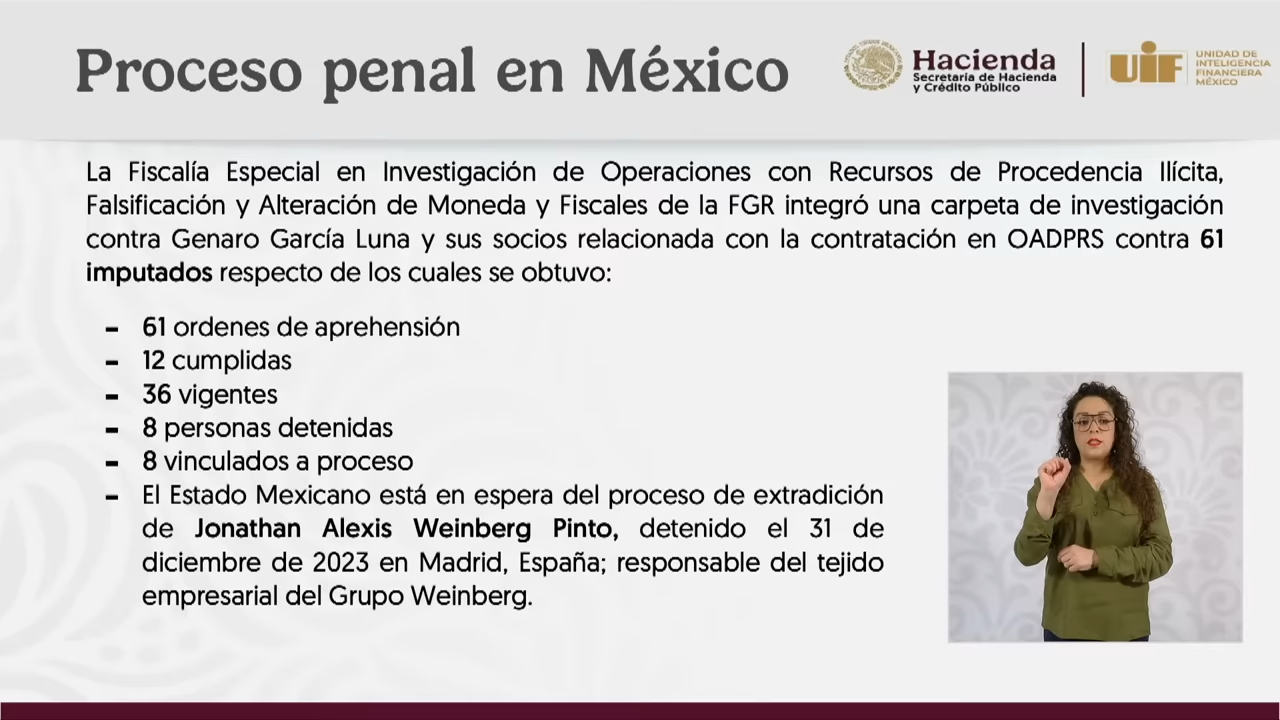 Proceso penal en México
Hacienda
Secretaría de Hacienda
y Crédito Público
UIF
UNIDAD DE
INTELIGENCIA
FINANCIERA
MÉXICO
La Fiscalía Especial en Investigación de Operaciones con Recursos de Procedencia Ilícita,
Falsificación y Alteración de Moneda y Fiscales de la FGR integró una carpeta de investigación
contra Genaro García Luna y sus socios relacionada con la contratación en OADPRS contra 61
imputados respecto de los cuales se obtuvo:
- 61 ordenes de aprehensión
- 12 cumplidas
- 36 vigentes
- 8 personas detenidas
- 8 vinculados a proceso
- El Estado Mexicano está en espera del proceso de extradición
de Jonathan Alexis Weinberg Pinto, detenido el 31 de
diciembre de 2023 en Madrid, España; responsable del tejido
empresarial del Grupo Weinberg.